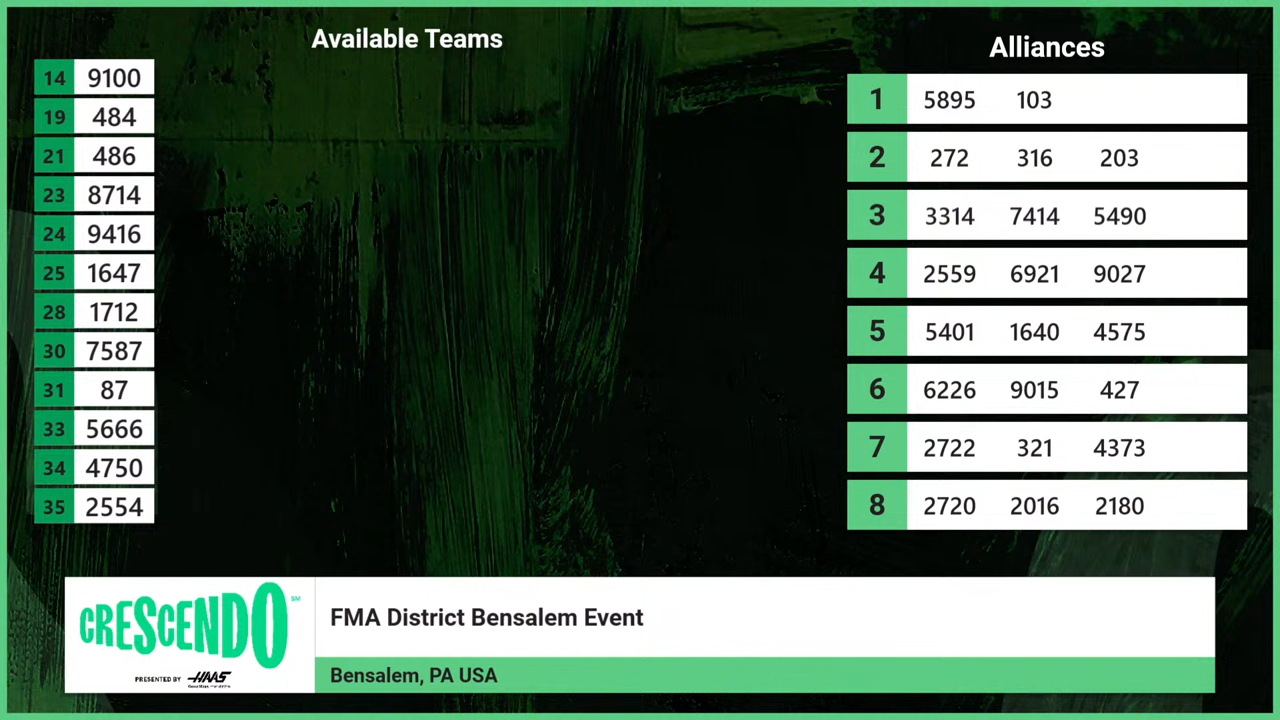 Available Teams
14 9100
19 484
21 486
23 8714
24 9416
25 1647
28 1712
30 7587
31 87
33 5666
34 4750
35 2554
Alliances
1 5895 103
2 272 316 203
3 3314 7414 5490
4 2559 6921 9027
5 5401 1640 4575
6 6226 9015 427
7 2722 321 4373
8 2720 2016 2180
CRESCENDO SM
PRESENTED BY HAAS
FMA District Bensalem Event
Bensalem, PA USA